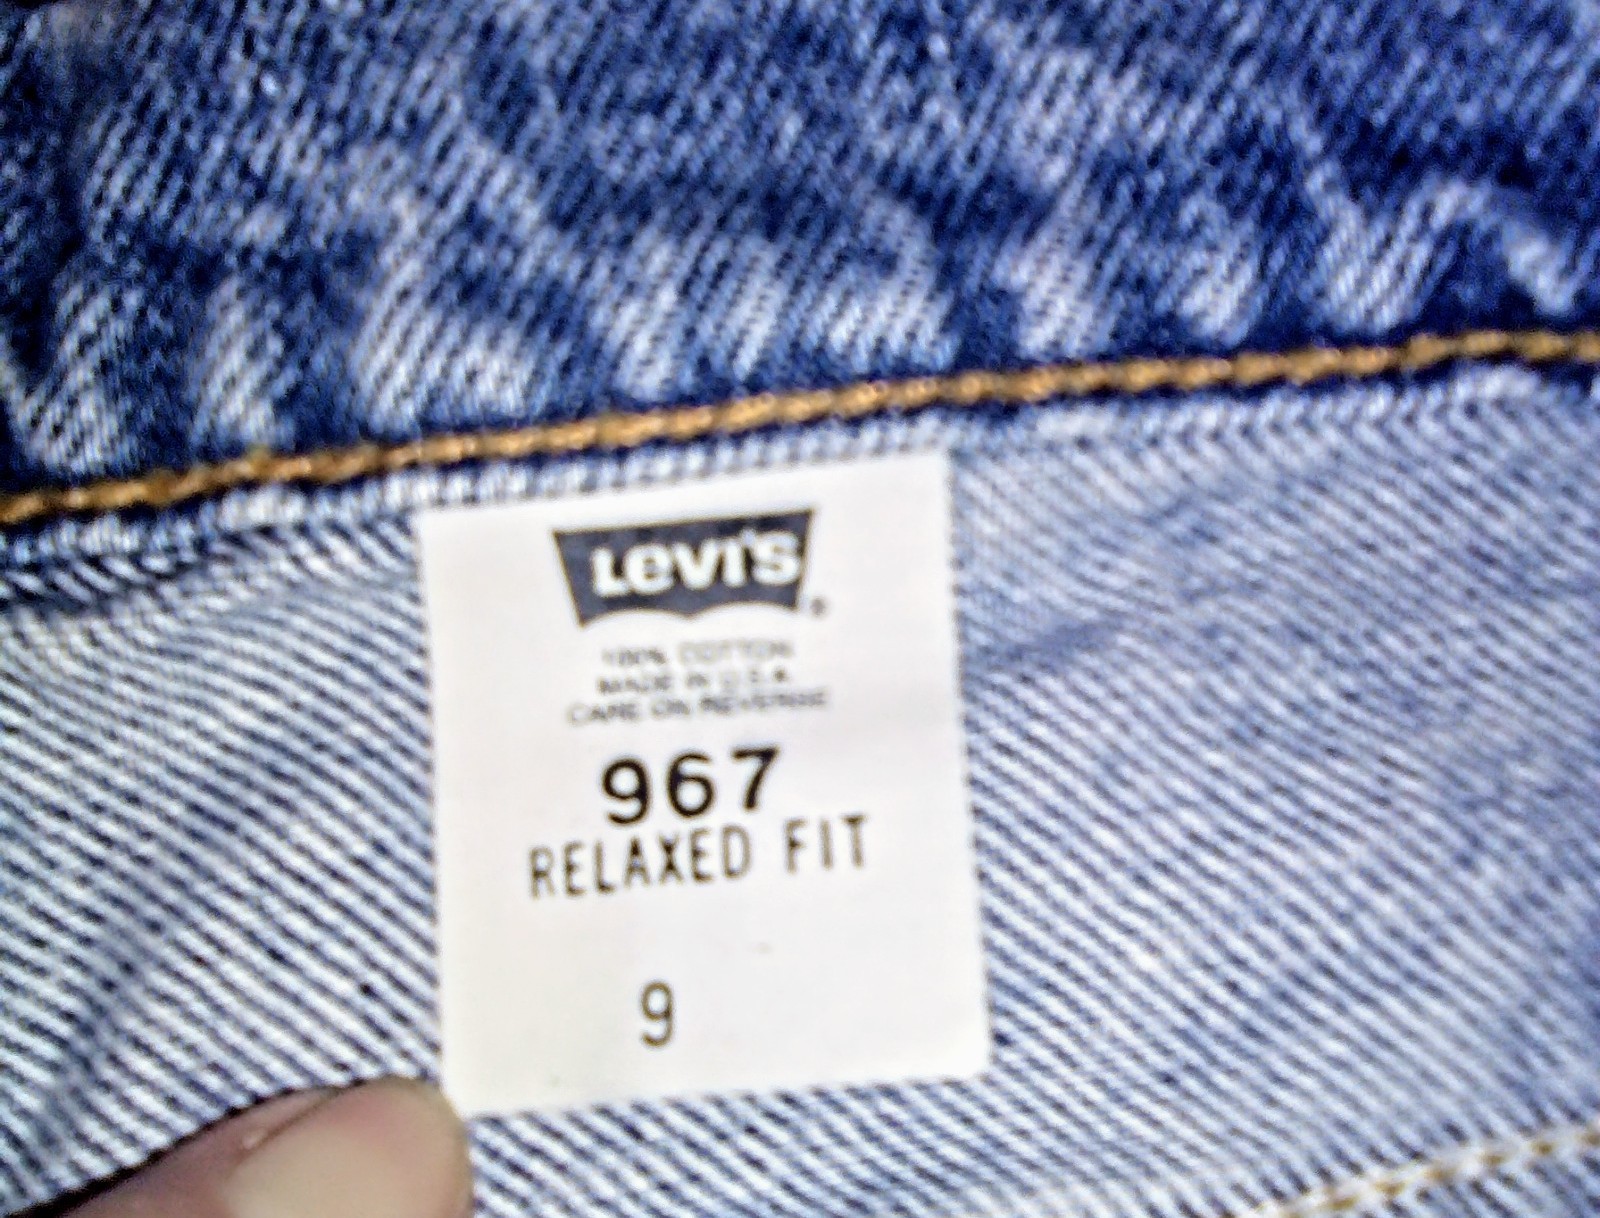 LEVI'S®
100% COTTON
MADE IN U.S.A.
CARE ON REVERSE
967
RELAXED FIT
9